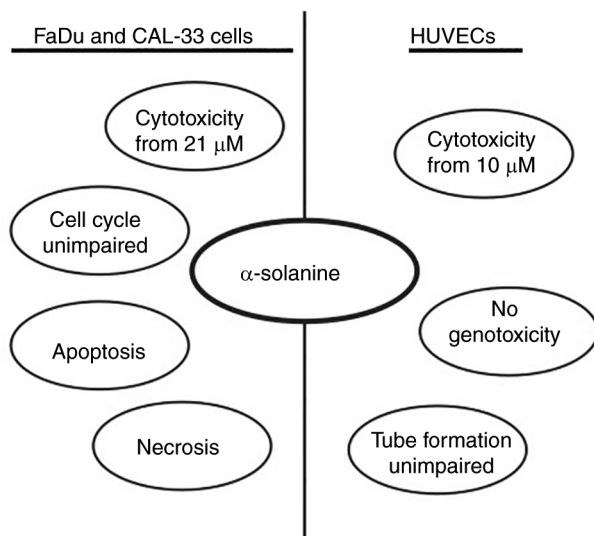 FaDu and CAL-33 cells
Cytotoxicity
from 21 μM
Cell cycle
unimpaired
Apoptosis
Necrosis
α-solanine
HUVECs
Cytotoxicity
from 10 μM
No
genotoxicity
Tube formation
unimpaired